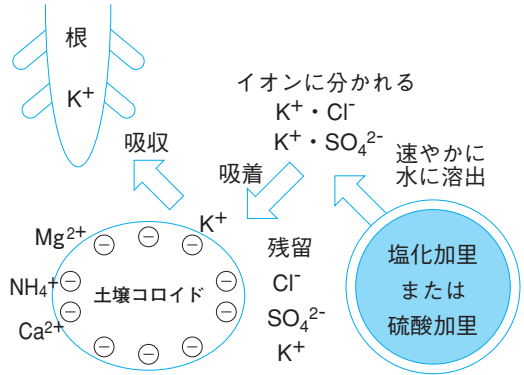 根
K⁺
イオンに分かれる
K⁺・Cl⁻
K⁺・SO₄²⁻
速やかに
水に溶出
吸収
吸着
K⁺
Mg²⁺
NH₄⁺
Ca²⁺
⊖ ⊖ ⊖
⊖ ⊖
⊖ ⊖
⊖ ⊖ ⊖ ⊖
土壌コロイド
残留
Cl⁻
SO₄²⁻
K⁺
塩化加里
または
硫酸加里